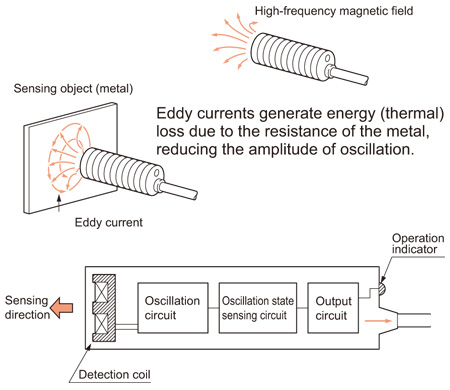 High-frequency magnetic field
Sensing object (metal)
Eddy currents generate energy (thermal)
loss due to the resistance of the metal,
reducing the amplitude of oscillation.
Eddy current
Operation
indicator
Sensing
direction
Oscillation
circuit
Oscillation state
sensing circuit
Output
circuit
Detection coil